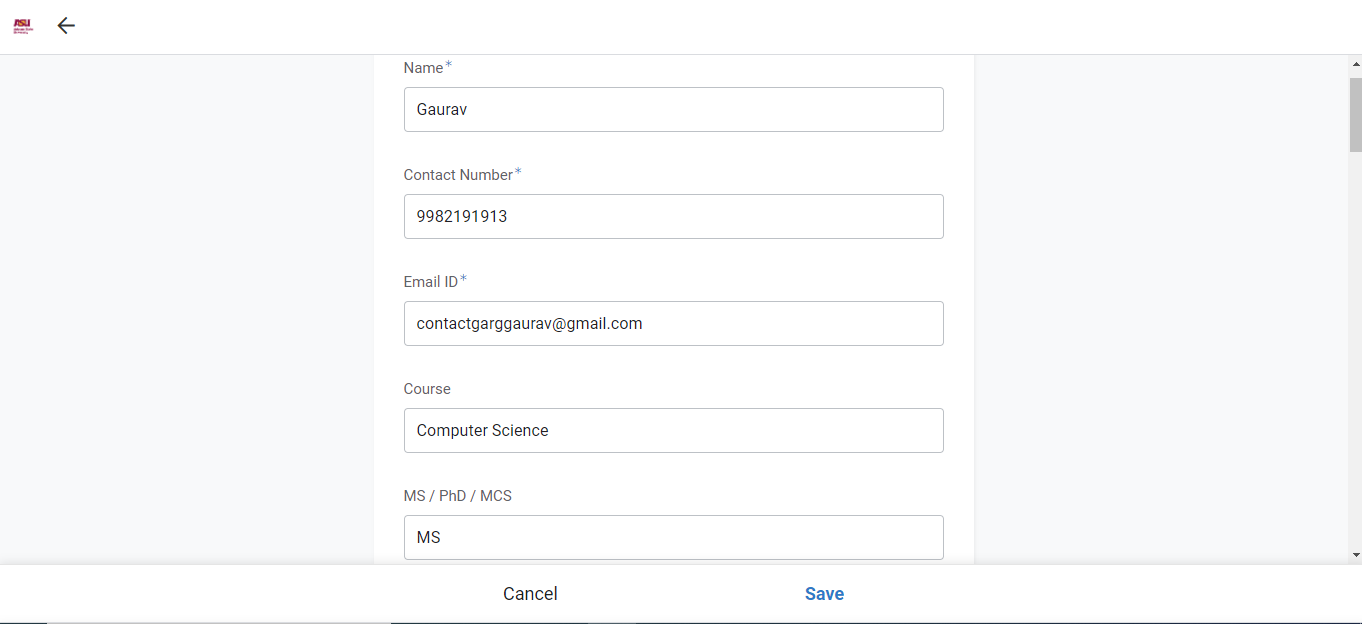 ASU
Name*
Gaurav
Contact Number*
9982191913
Email ID*
contactgarggaurav@gmail.com
Course
Computer Science
MS / PhD / MCS
MS
Cancel
Save